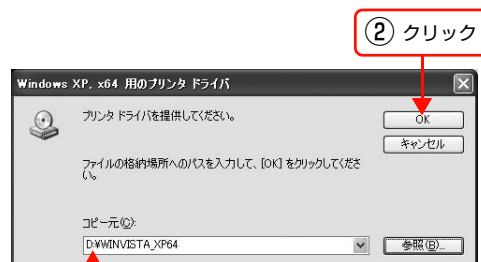 ② クリック
Windows XP, x64 用のプリンタ ドライバ
プリンタ ドライバを提供してください。
OK
キャンセル
ファイルの格納場所へのパスを入力して、[OK] をクリックしてくださ
い。
コピー元(C):
D:¥WINVISTA_XP64
参照(B)...